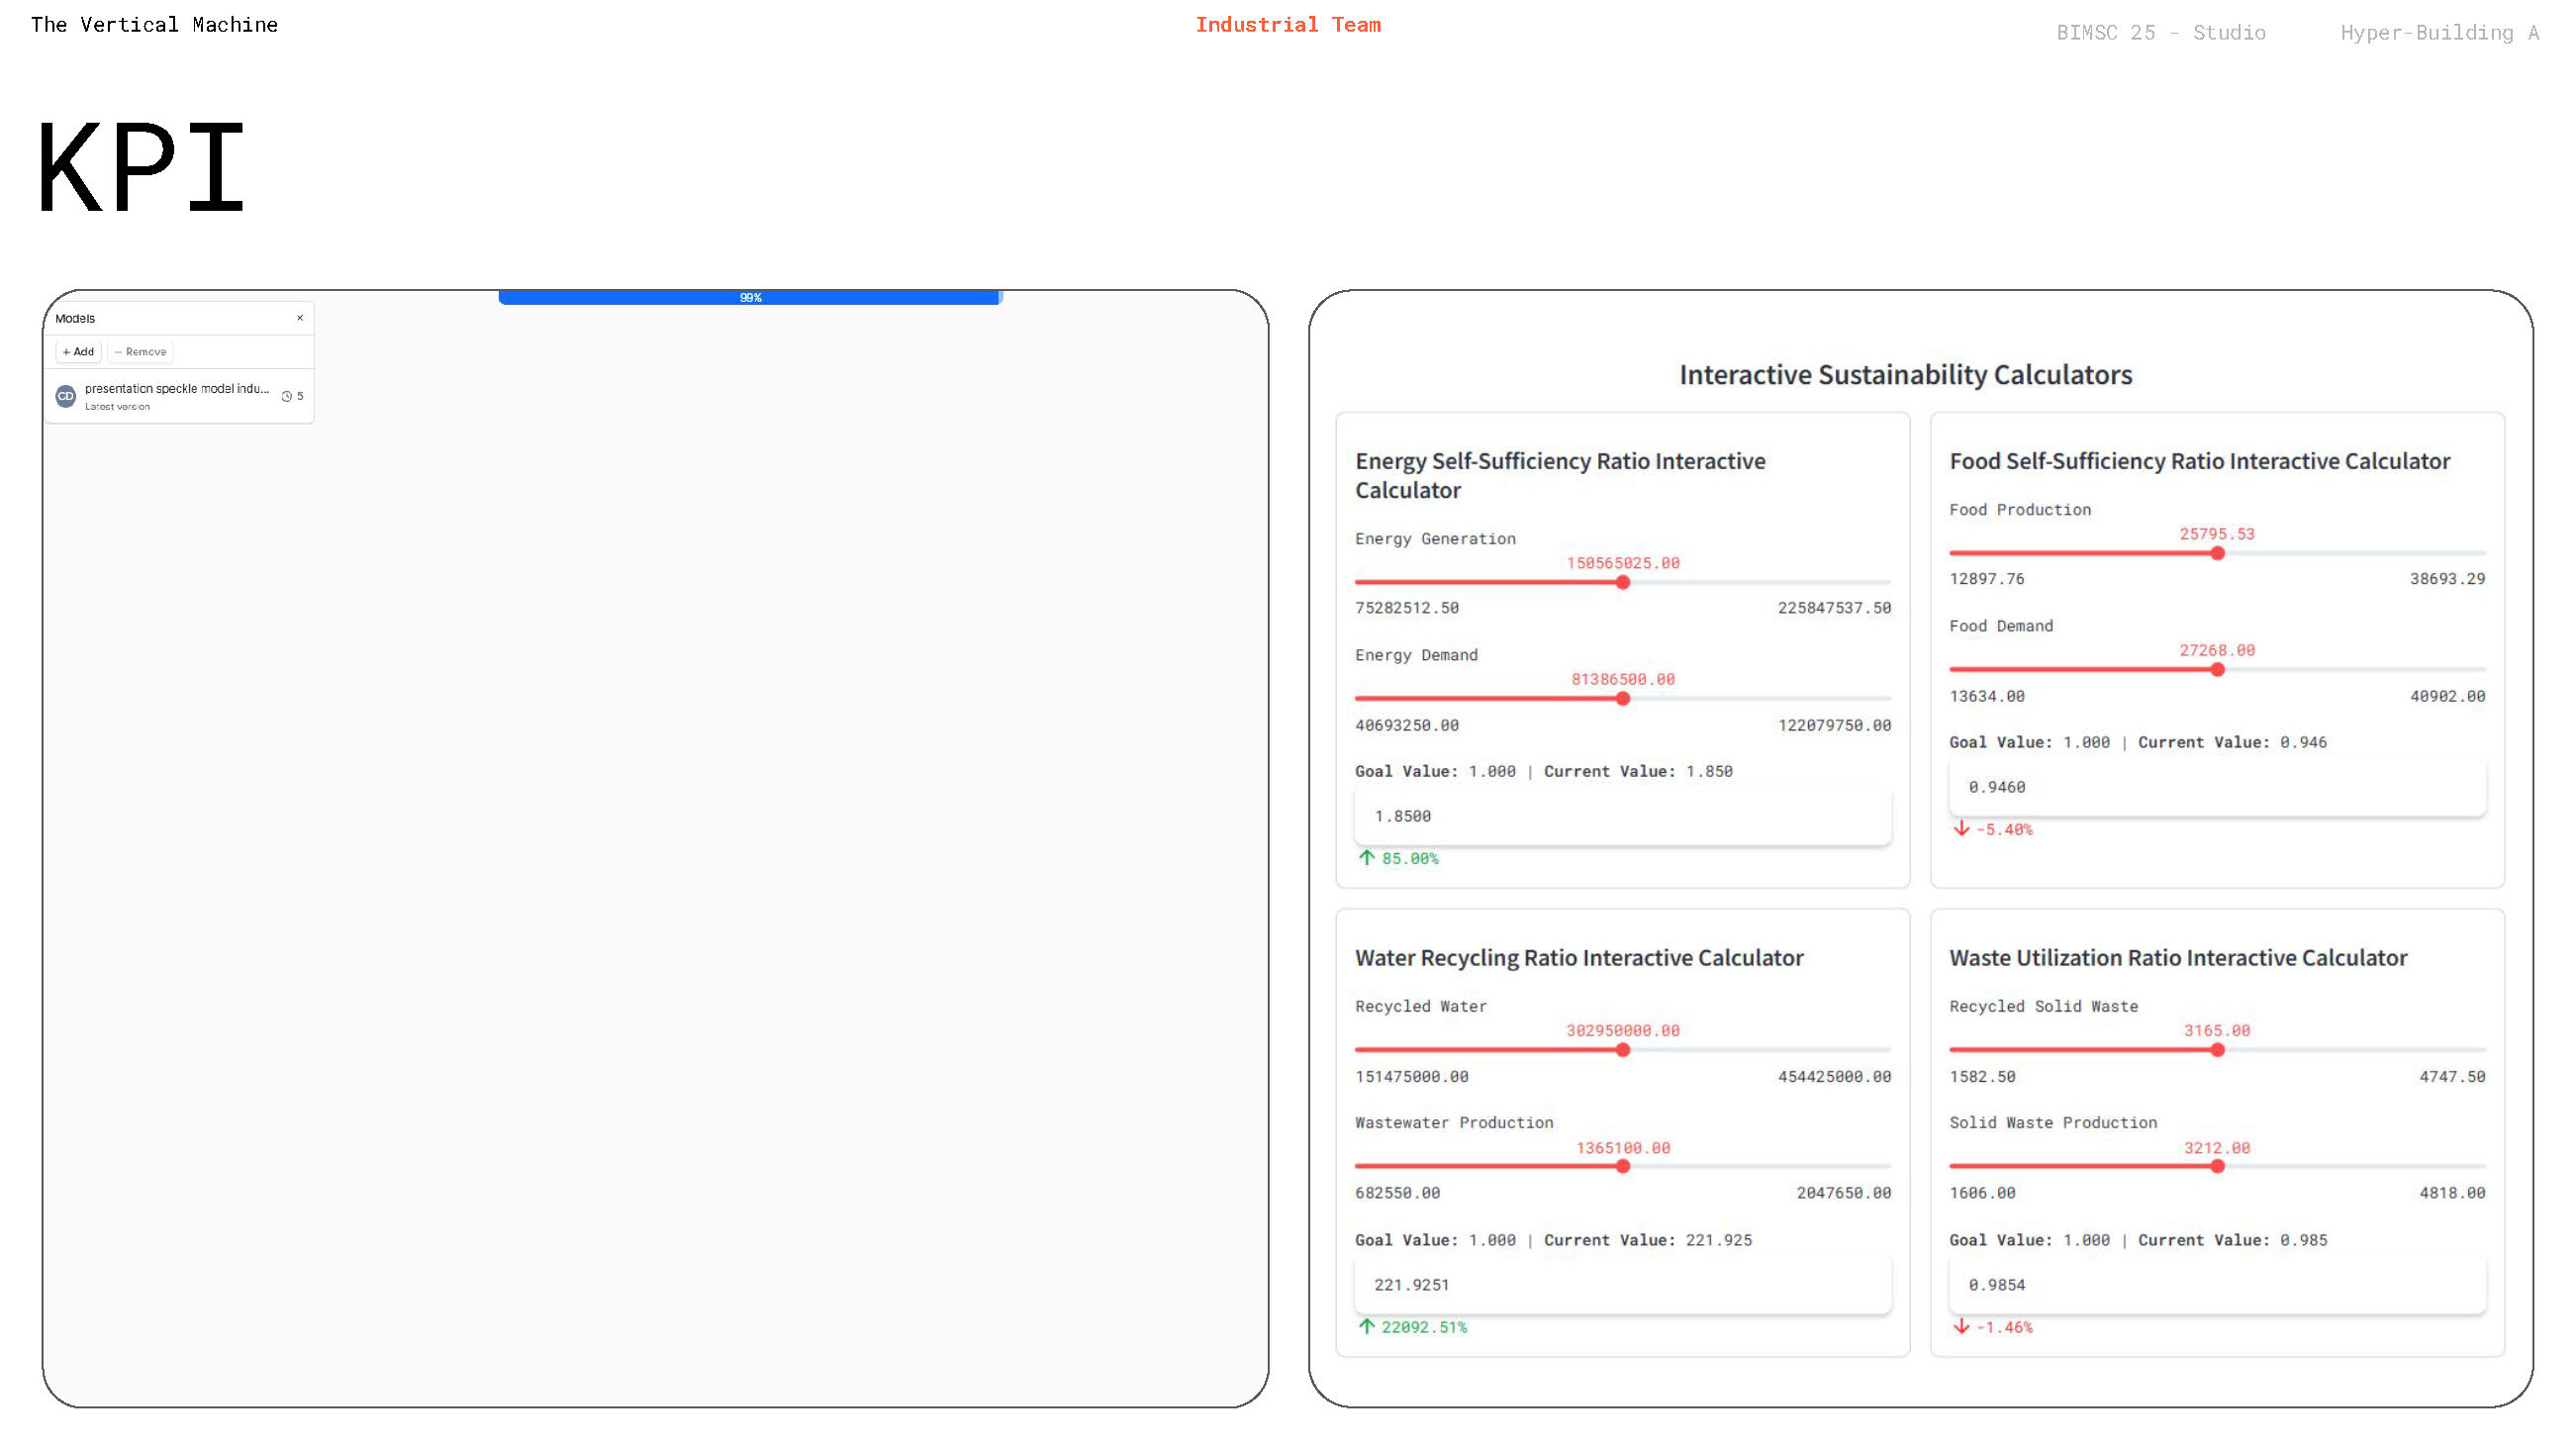 The Vertical Machine
Industrial Team
BIMSC 25 - Studio
Hyper-Building A
KPI
99%
Models
×
+ Add
− Remove
CD
presentation speckle model indu...
5
Latest version
Interactive Sustainability Calculators
Energy Self-Sufficiency Ratio Interactive
Calculator
Energy Generation
150565025.00
75282512.50
225847537.50
Energy Demand
81386500.00
40693250.00
122079750.00
Goal Value: 1.000 | Current Value: 1.850
1.8500
↑ 85.00%
Food Self-Sufficiency Ratio Interactive Calculator
Food Production
25795.53
12897.76
38693.29
Food Demand
27268.00
13634.00
40902.00
Goal Value: 1.000 | Current Value: 0.946
0.9460
↓ -5.40%
Water Recycling Ratio Interactive Calculator
Recycled Water
302950000.00
151475000.00
454425000.00
Wastewater Production
1365100.00
682550.00
2047650.00
Goal Value: 1.000 | Current Value: 221.925
221.9251
↑ 22092.51%
Waste Utilization Ratio Interactive Calculator
Recycled Solid Waste
3165.00
1582.50
4747.50
Solid Waste Production
3212.00
1606.00
4818.00
Goal Value: 1.000 | Current Value: 0.985
0.9854
↓ -1.46%